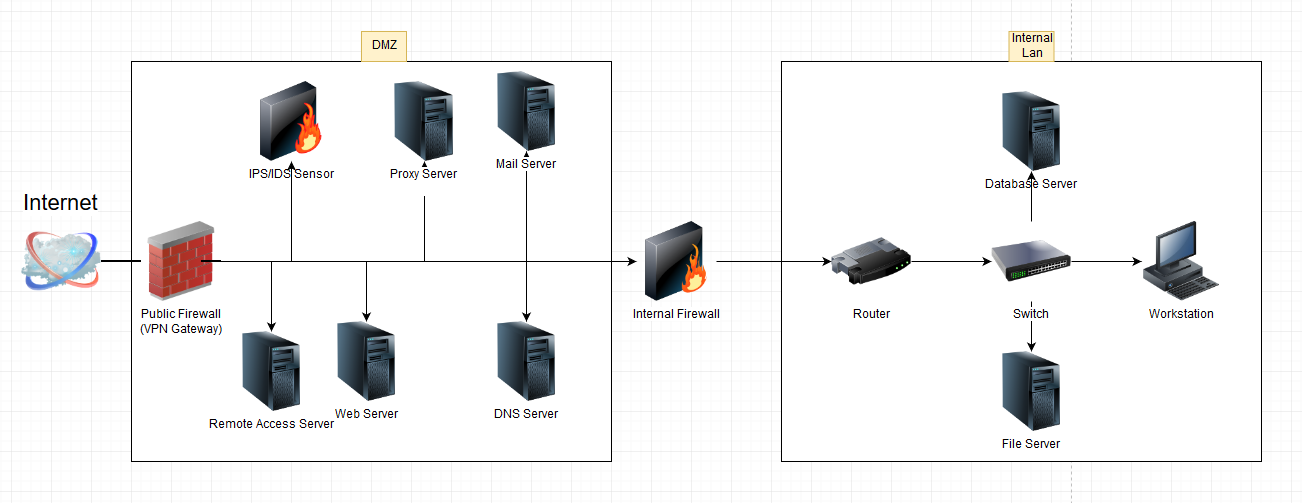 DMZ
Internal
Lan
IPS/IDS Sensor
Proxy Server
Mail Server
Database Server
Internet
Public Firewall
(VPN Gateway)
Internal Firewall
Router
Switch
Workstation
Remote Access Server
Web Server
DNS Server
File Server